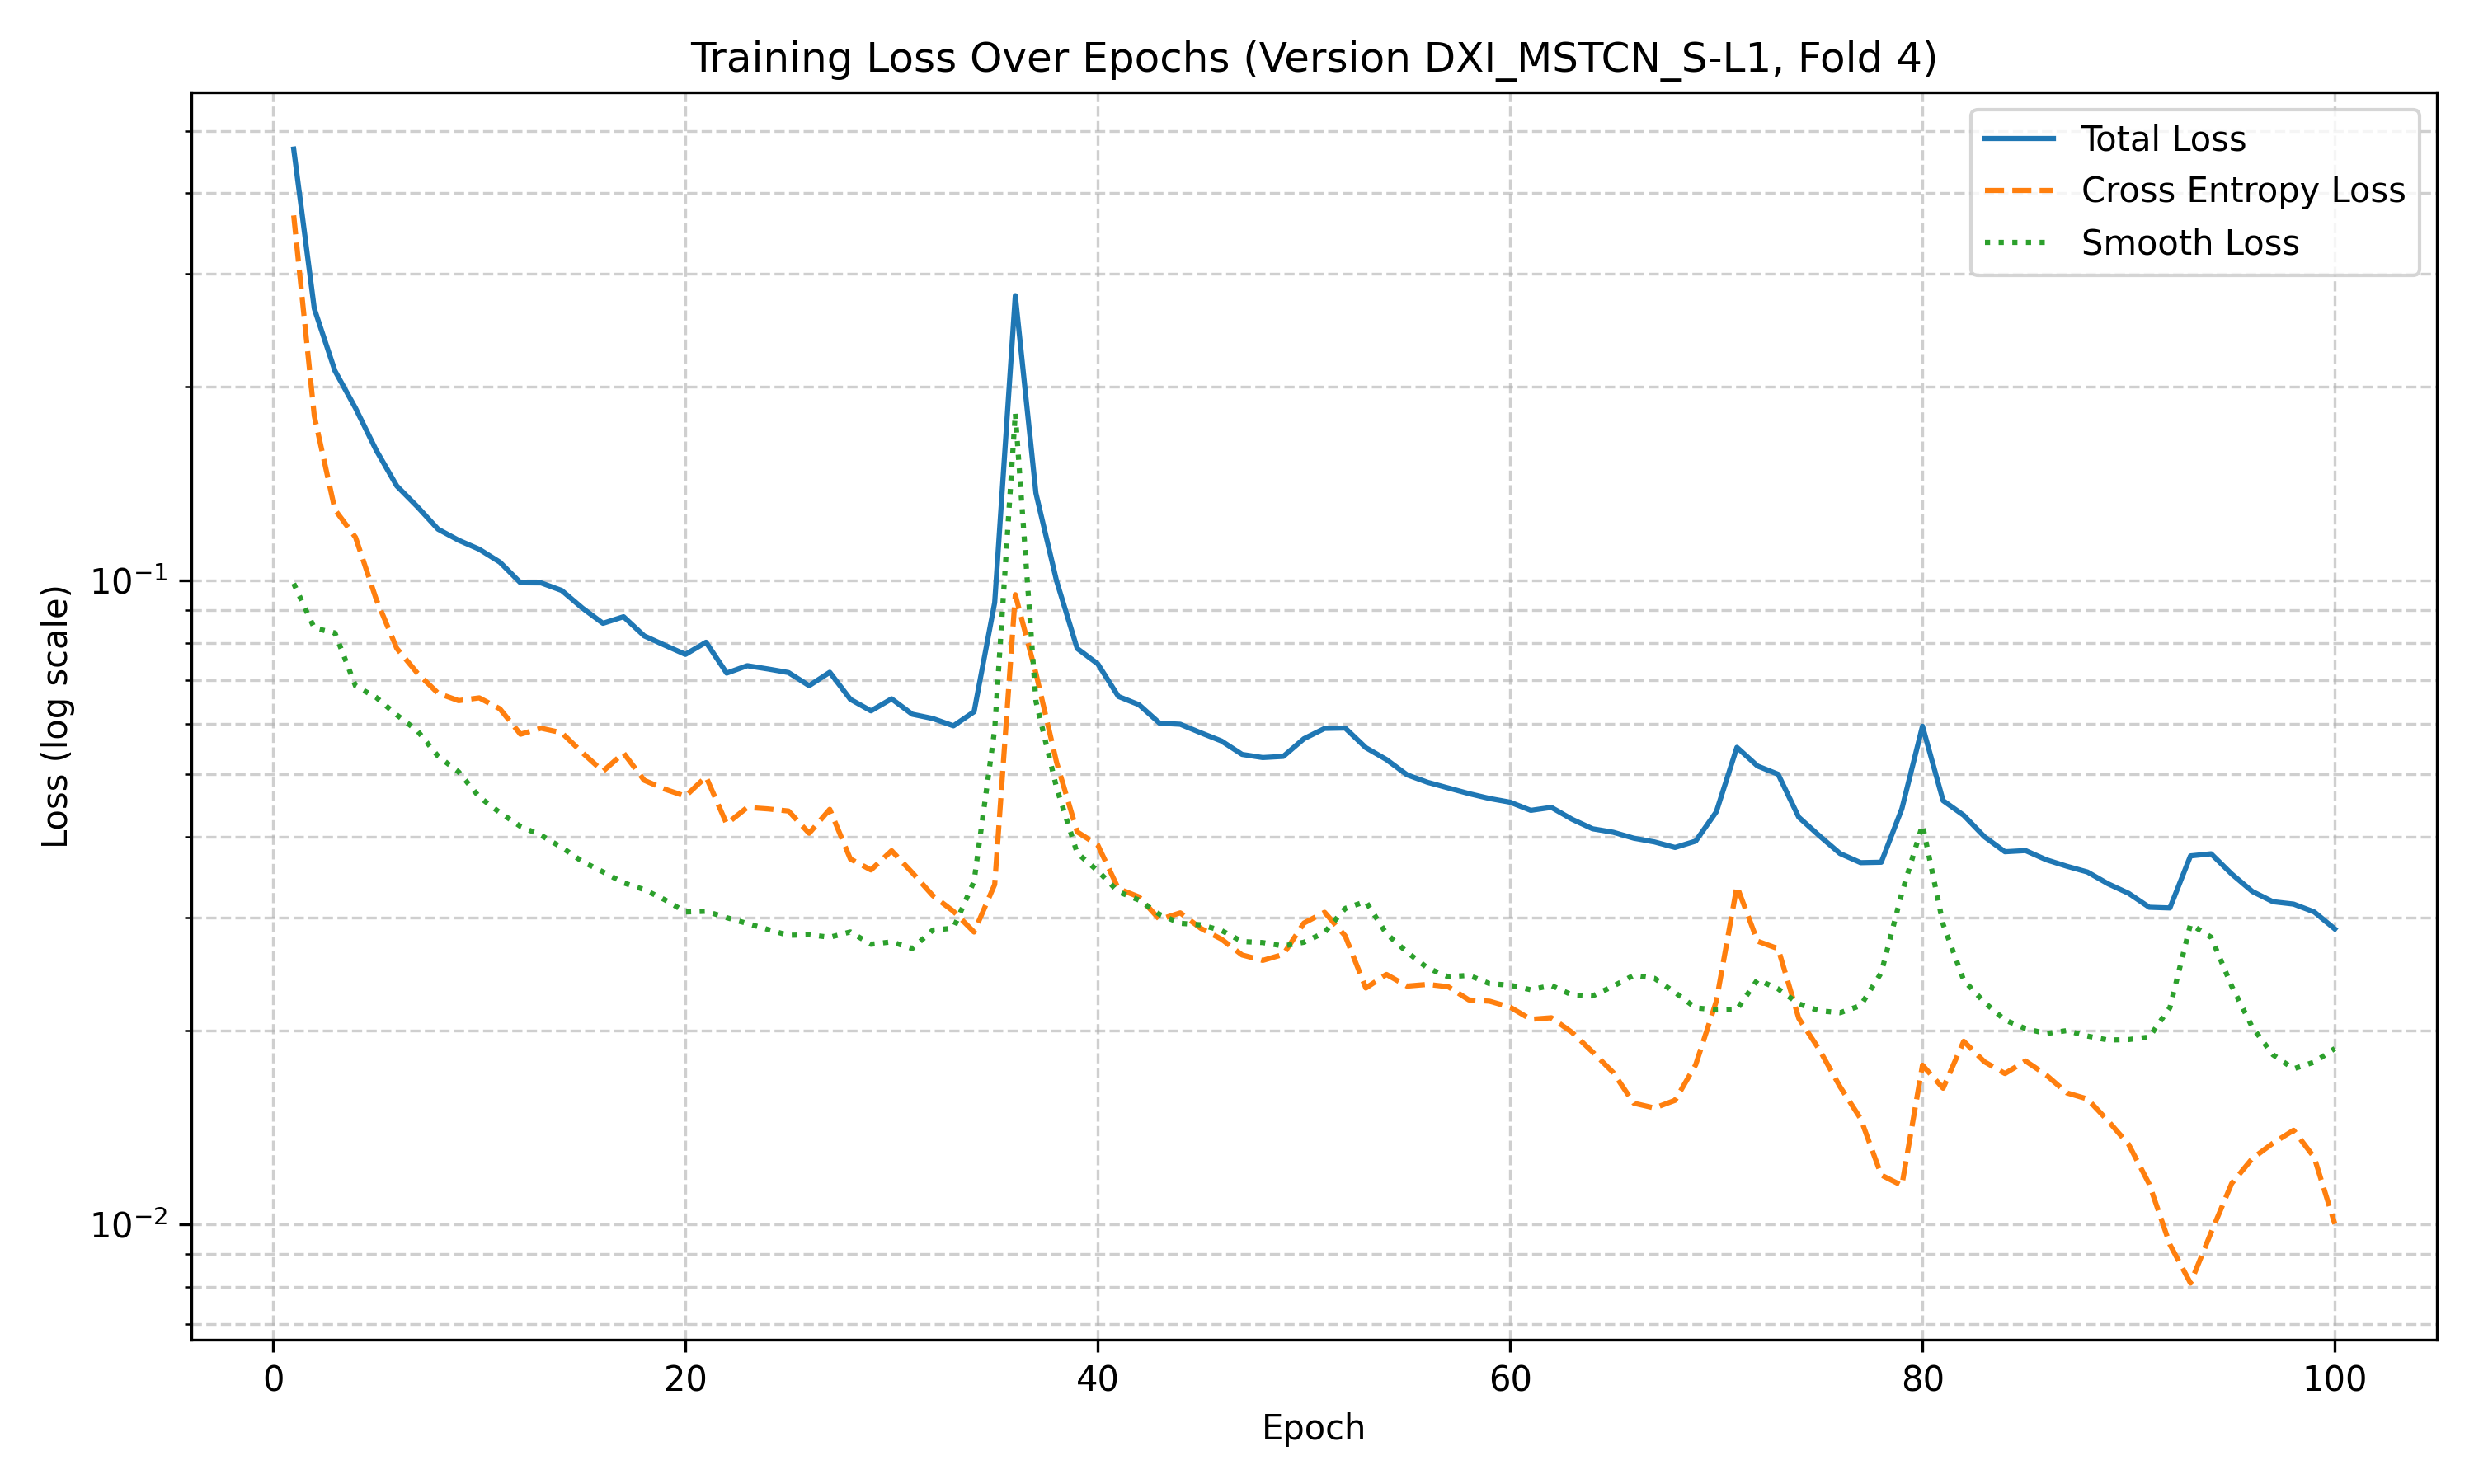 Training Loss Over Epochs (Version DXI_MSTCN_S-L1, Fold 4)
Total Loss
Cross Entropy Loss
Smooth Loss
Loss (log scale)
10⁻¹
10⁻²
0 20 40 60 80 100
Epoch